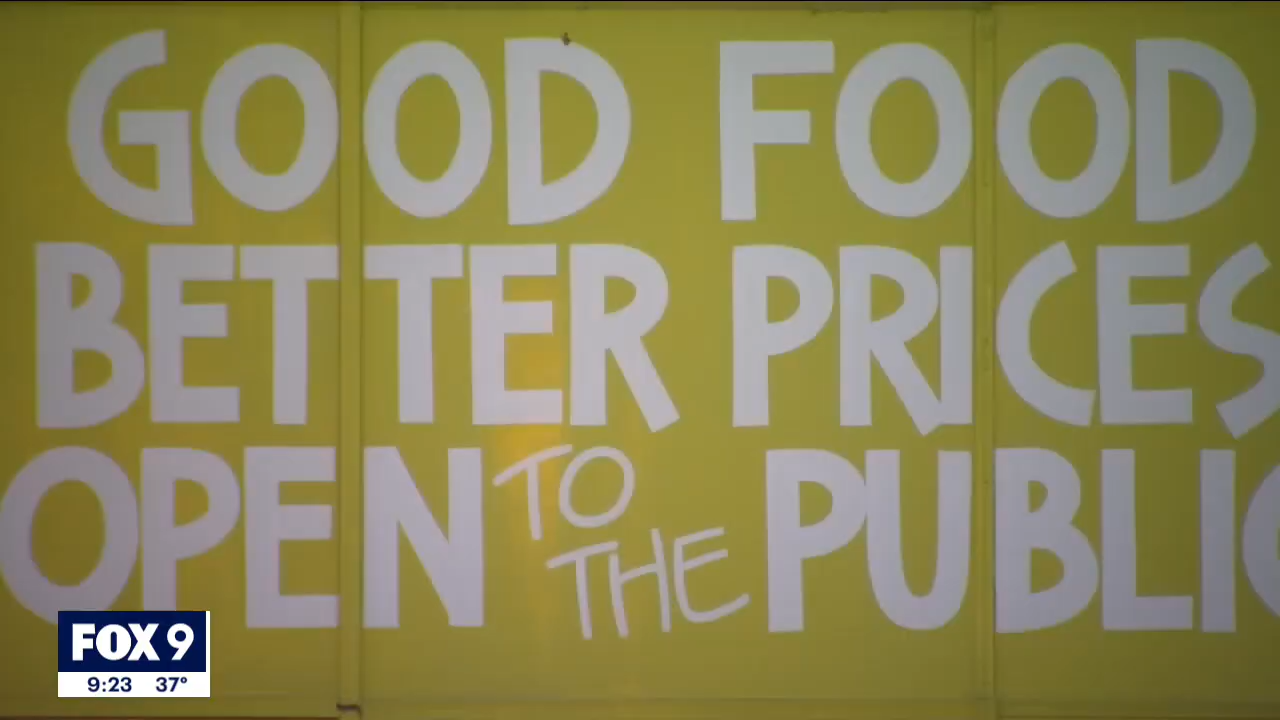 GOOD FOOD
BETTER PRICES
OPEN TO THE PUBLIC
FOX 9
9:23 37°